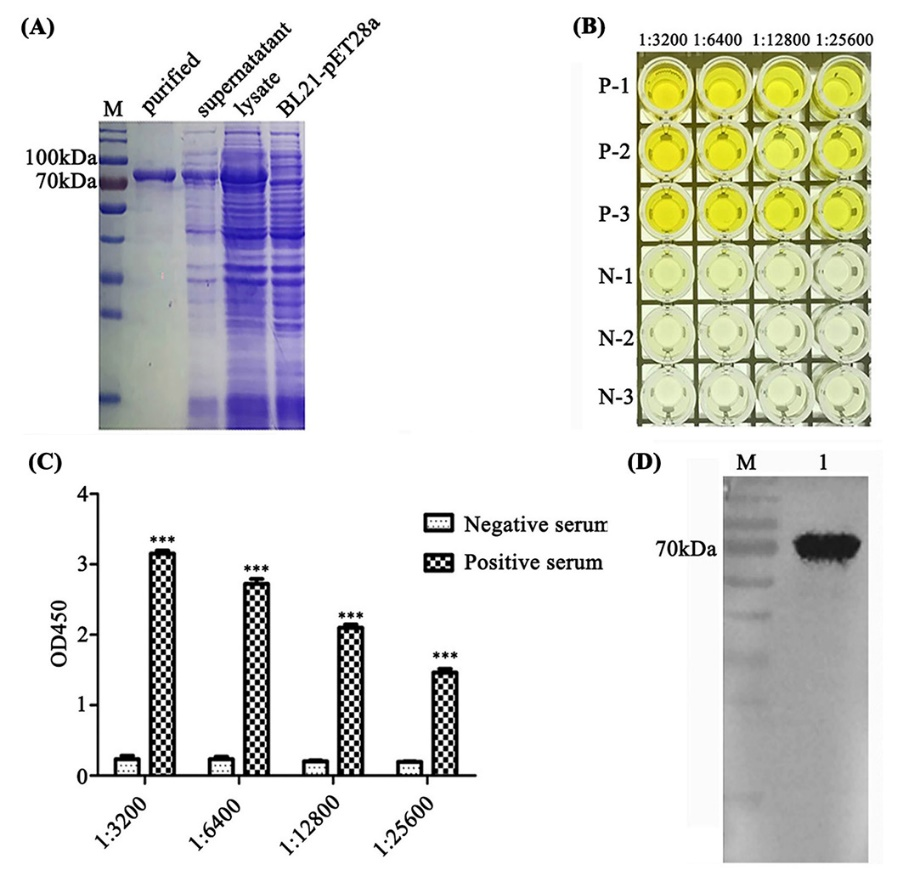 (A)
M
purified
supernatatant
lysate
BL21-pET28a
100kDa
70kDa
(B)
1:3200 1:6400 1:12800 1:25600
P-1
P-2
P-3
N-1
N-2
N-3
(C)
4
3
2
1
0
OD450
***
***
***
***
Negative serum
Positive serum
1:3200
1:6400
1:12800
1:25600
(D)
M 1
70kDa